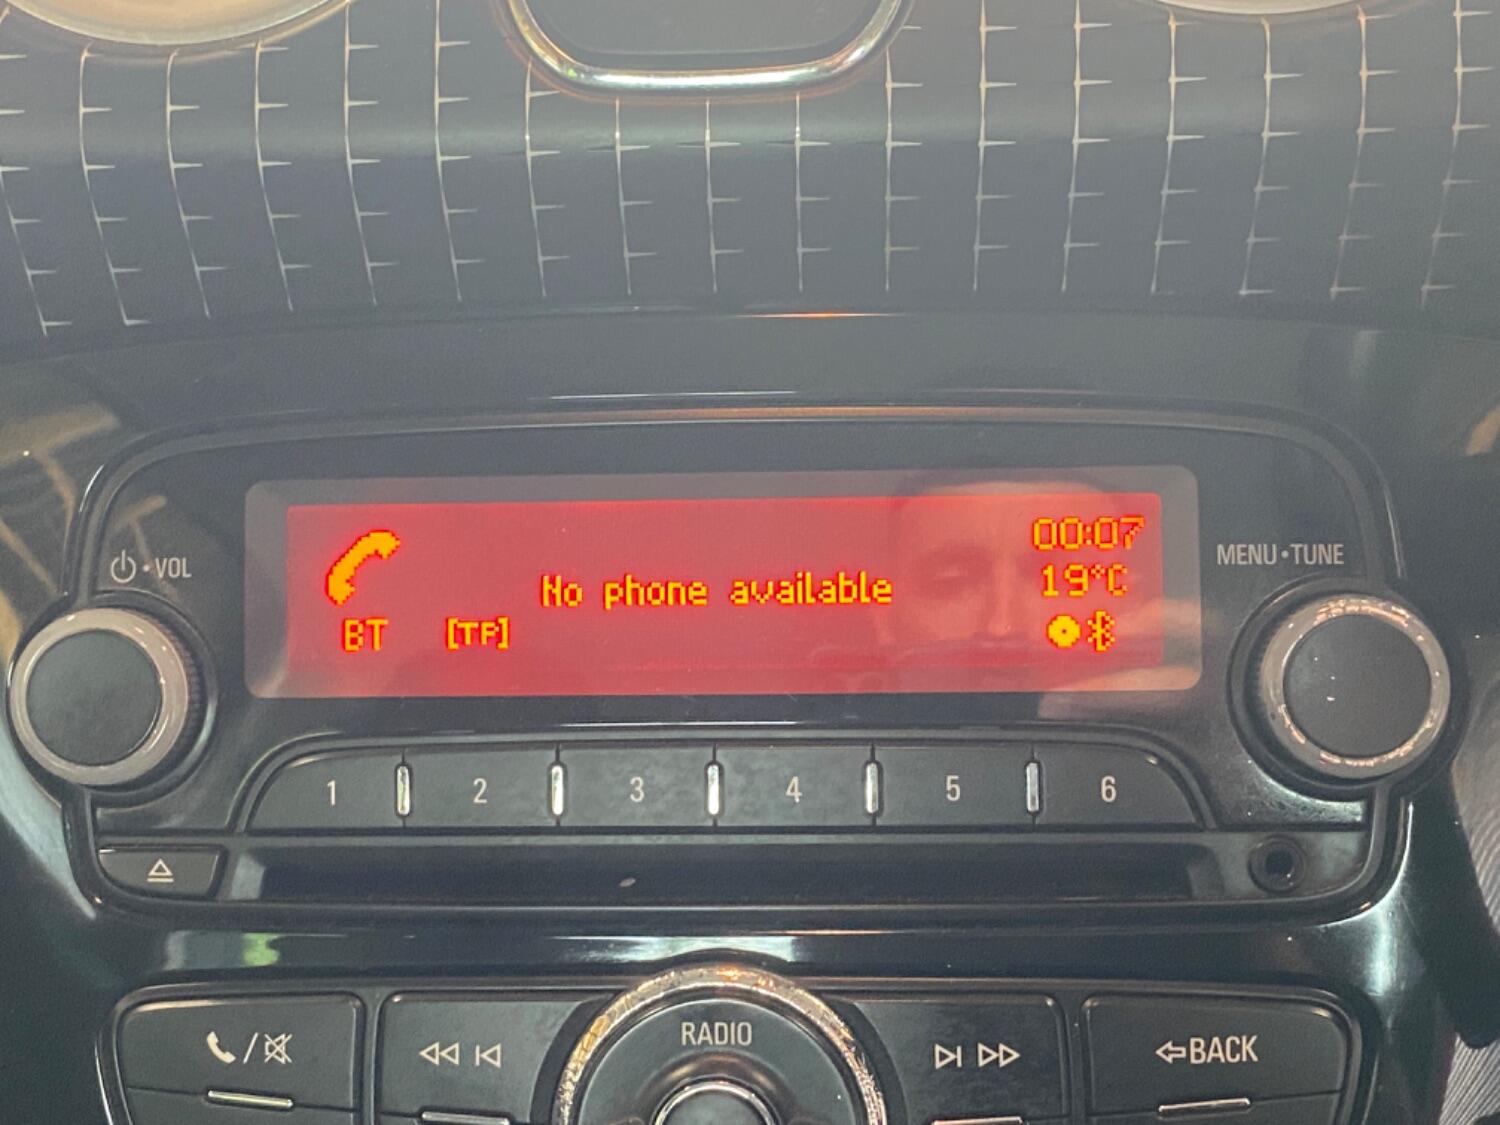 00:07
⏻•VOL
MENU•TUNE
No phone available
19°C
BT [TP]
1 2 3 4 5 6
RADIO
BACK